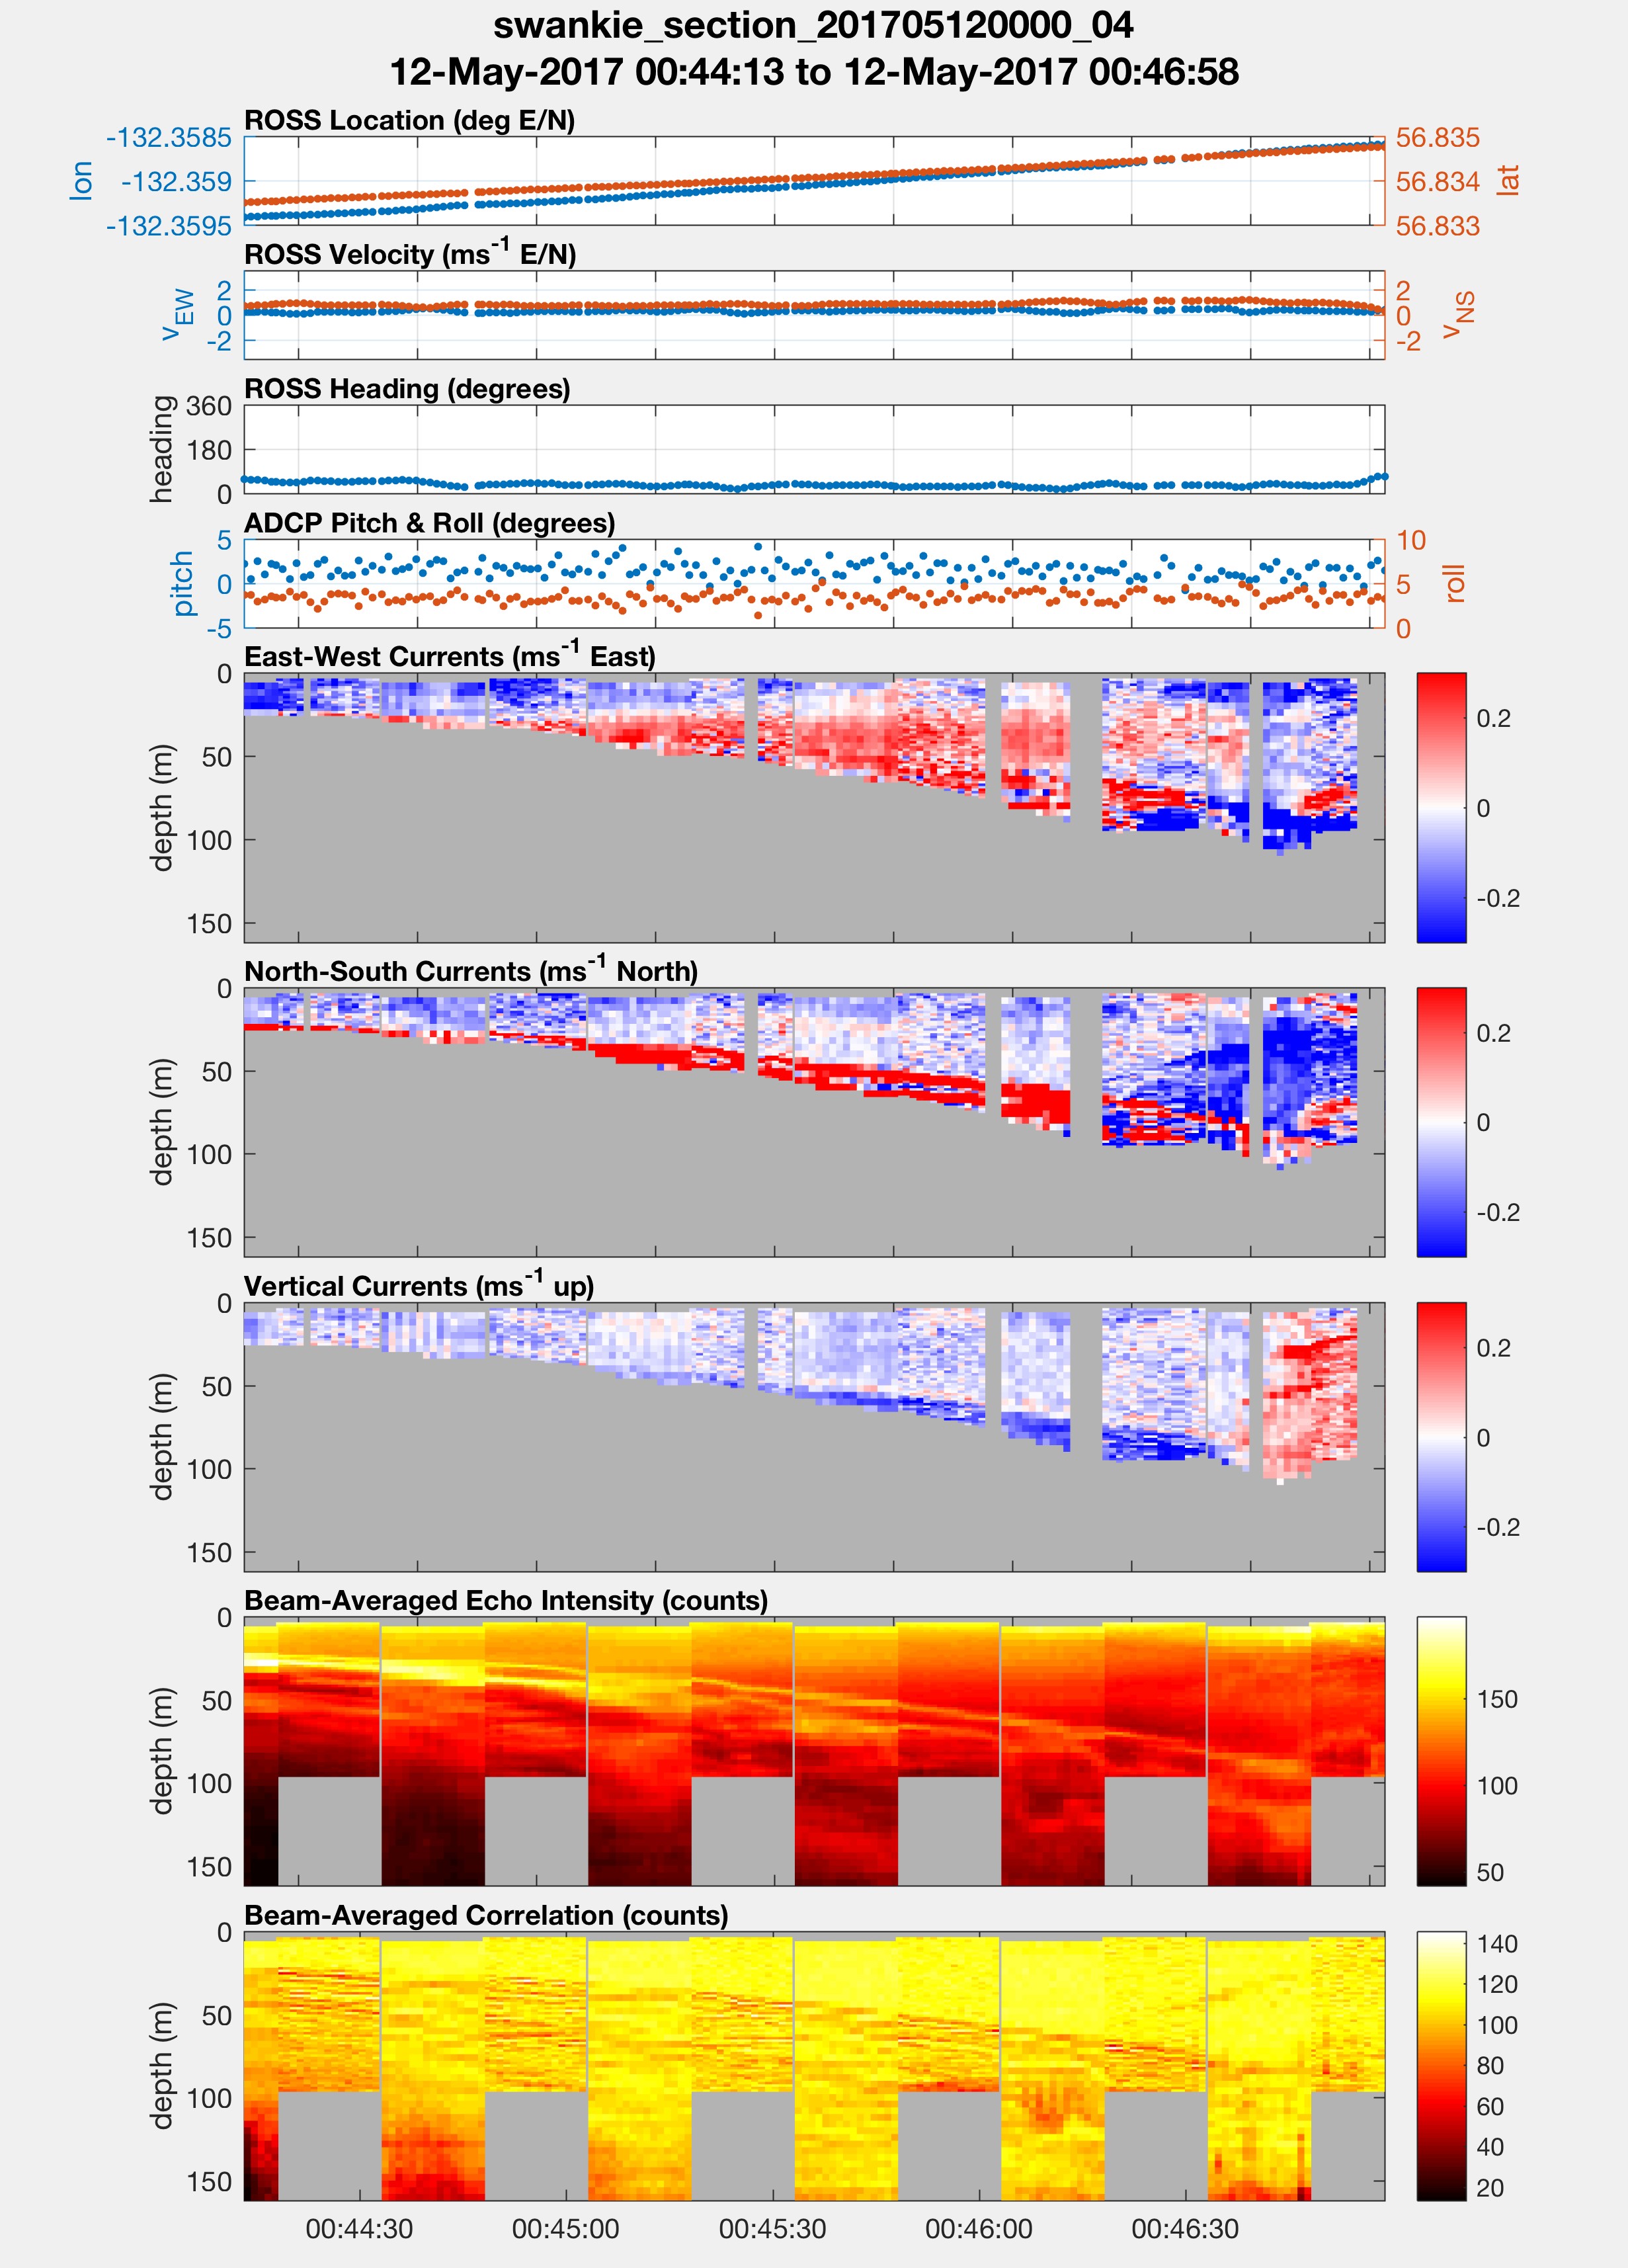 swankie_section_201705120000_04
12-May-2017 00:44:13 to 12-May-2017 00:46:58
ROSS Location (deg E/N)
-132.3585
-132.359
-132.3595
lon
56.835
56.834
56.833
lat
ROSS Velocity (ms-1 E/N)
2
0
-2
vEW
2
0
-2
vNS
ROSS Heading (degrees)
360
180
0
heading
ADCP Pitch & Roll (degrees)
5
0
-5
pitch
10
5
0
roll
East-West Currents (ms-1 East)
0
50
100
150
depth (m)
0.2
0
-0.2
North-South Currents (ms-1 North)
0
50
100
150
depth (m)
0.2
0
-0.2
Vertical Currents (ms-1 up)
0
50
100
150
depth (m)
0.2
0
-0.2
Beam-Averaged Echo Intensity (counts)
0
50
100
150
depth (m)
150
100
50
Beam-Averaged Correlation (counts)
0
50
100
150
depth (m)
140
120
100
80
60
40
20
00:44:30 00:45:00 00:45:30 00:46:00 00:46:30